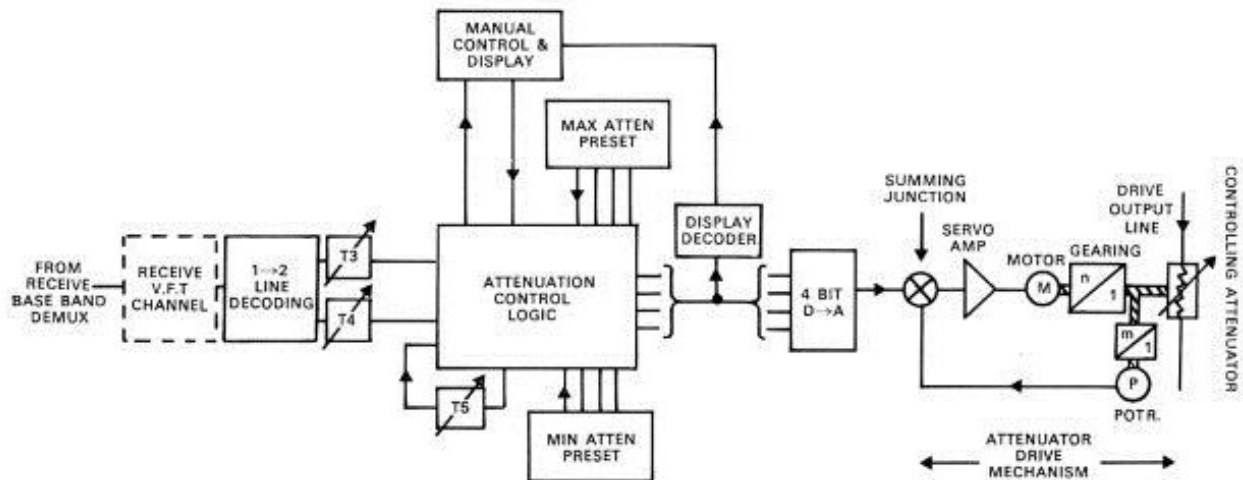 MANUAL
CONTROL &
DISPLAY
MAX ATTEN
PRESET
FROM
RECEIVE
BASE BAND
DEMUX
RECEIVE
V.F.T
CHANNEL
1→2
LINE
DECODING
T3
T4
T5
ATTENUATION
CONTROL
LOGIC
MIN ATTEN
PRESET
DISPLAY
DECODER
4 BIT
D→A
SUMMING
JUNCTION
SERVO
AMP
MOTOR
M
GEARING
n
1
m
1
P
POTR.
DRIVE
OUTPUT
LINE
CONTROLLING ATTENUATOR
ATTENUATOR
DRIVE
MECHANISM